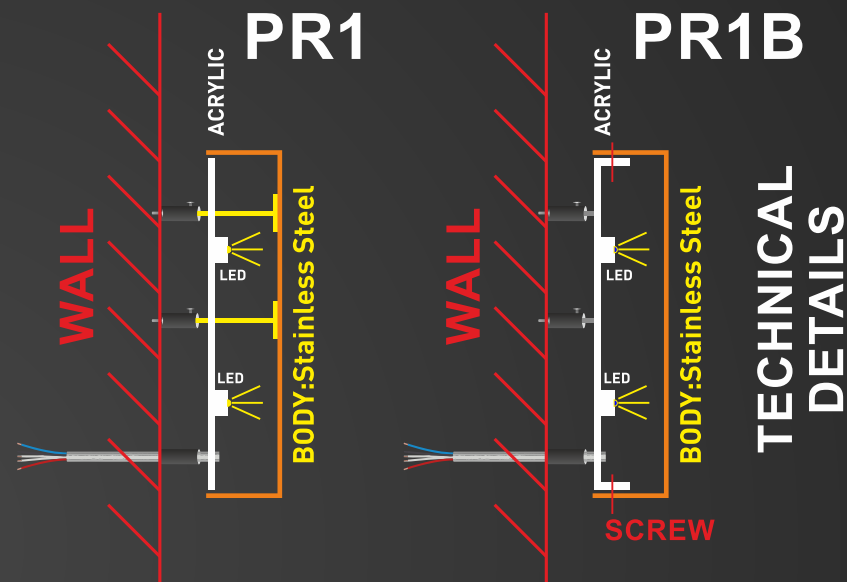 PR1
ACRYLIC
WALL
LED
LED
BODY:Stainless Steel
PR1B
ACRYLIC
WALL
LED
LED
BODY:Stainless Steel
SCREW
TECHNICAL
DETAILS